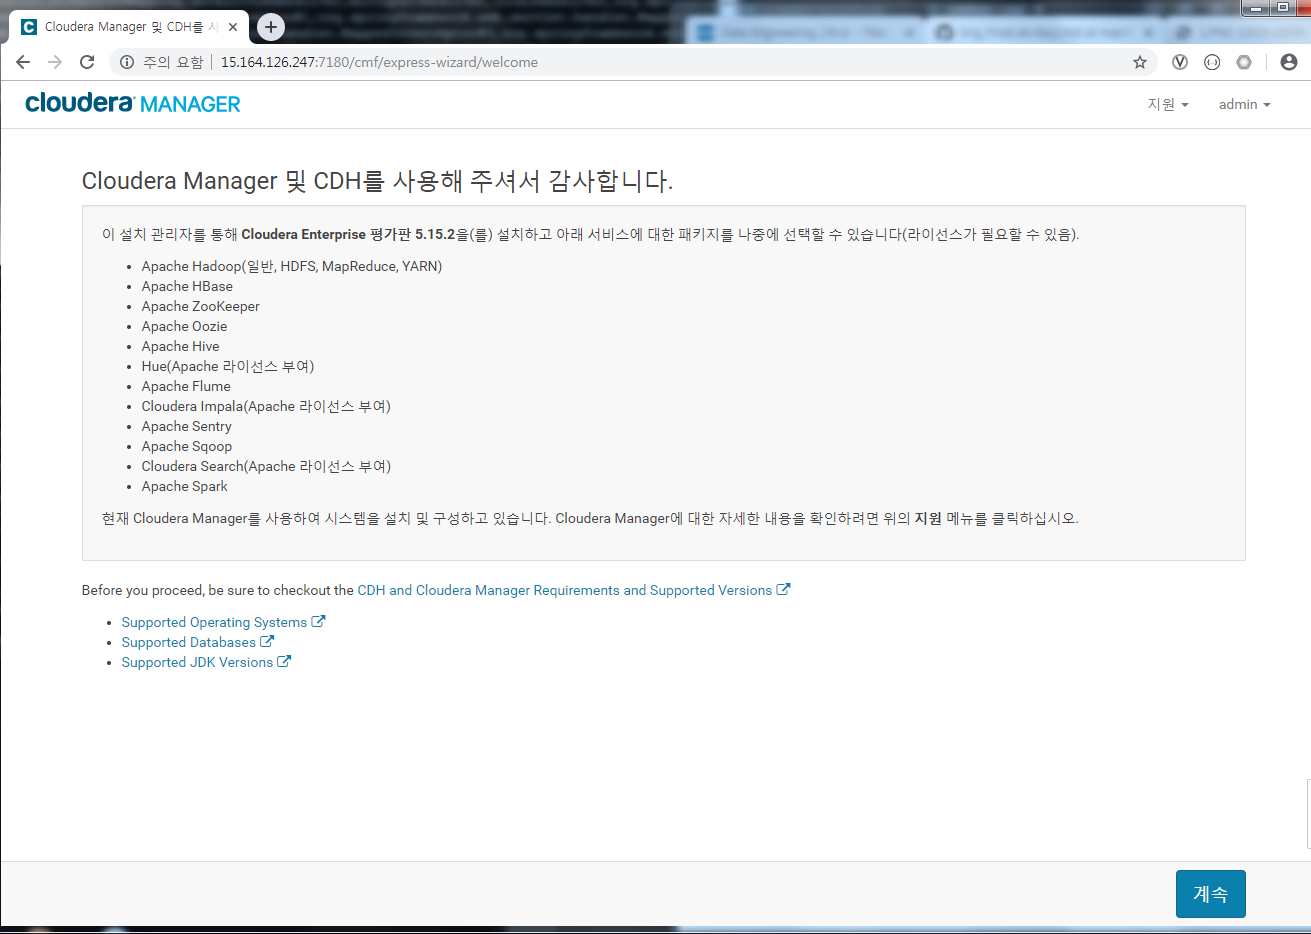 Cloudera Manager 및 CDH를 사
주의 요함 15.164.126.247:7180/cmf/express-wizard/welcome
cloudera MANAGER
지원
admin
Cloudera Manager 및 CDH를 사용해 주셔서 감사합니다.
이 설치 관리자를 통해 Cloudera Enterprise 평가판 5.15.2을(를) 설치하고 아래 서비스에 대한 패키지를 나중에 선택할 수 있습니다(라이선스가 필요할 수 있음).
Apache Hadoop(일반, HDFS, MapReduce, YARN)
Apache HBase
Apache ZooKeeper
Apache Oozie
Apache Hive
Hue(Apache 라이선스 부여)
Apache Flume
Cloudera Impala(Apache 라이선스 부여)
Apache Sentry
Apache Sqoop
Cloudera Search(Apache 라이선스 부여)
Apache Spark
현재 Cloudera Manager를 사용하여 시스템을 설치 및 구성하고 있습니다. Cloudera Manager에 대한 자세한 내용을 확인하려면 위의 지원 메뉴를 클릭하십시오.
Before you proceed, be sure to checkout the CDH and Cloudera Manager Requirements and Supported Versions
Supported Operating Systems
Supported Databases
Supported JDK Versions
계속